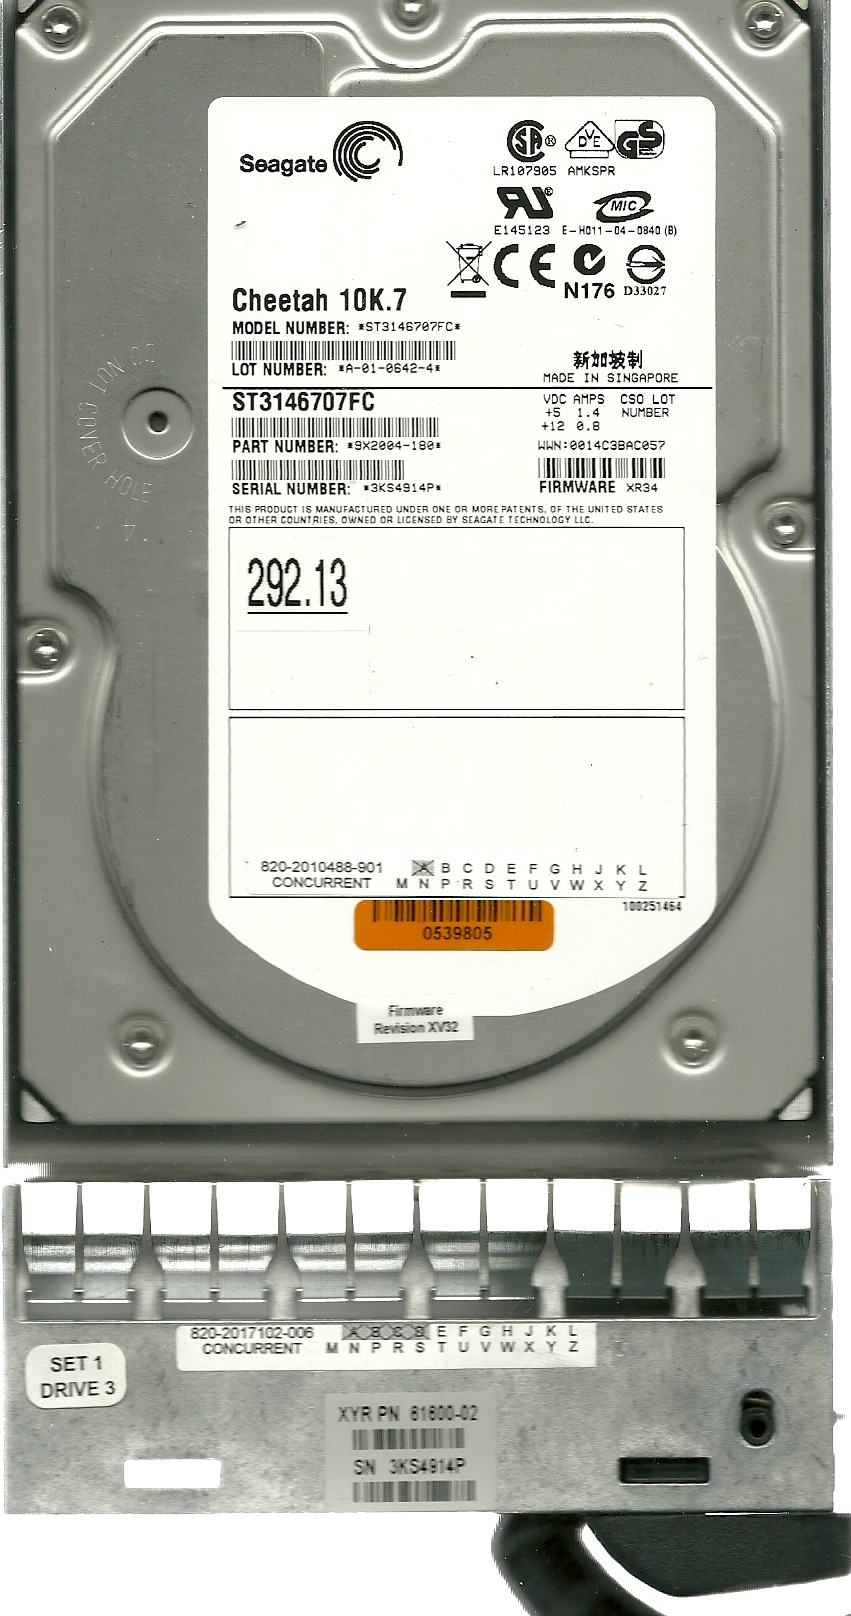 Seagate
LR107905 AMKSPR
MIC
E145123 E-H011-04-0840 (B)
N176 D33027
Cheetah 10K.7
MODEL NUMBER: *ST3146707FC*
LOT NUMBER: *A-01-0642-4*
新加坡制
MADE IN SINGAPORE
ST3146707FC
VDC AMPS CSO LOT
+5 1.4 NUMBER
+12 0.8
PART NUMBER: *9X2004-180*
WWN:0014C3BAC057
SERIAL NUMBER: *3KS4914P*
FIRMWARE XR34
THIS PRODUCT IS MANUFACTURED UNDER ONE OR MORE PATENTS, OF THE UNITED STATES
OR OTHER COUNTRIES, OWNED OR LICENSED BY SEAGATE TECHNOLOGY LLC.
DO NOT COVER HOLE
292.13
820-2010488-901 A B C D E F G H J K L
CONCURRENT M N P R S T U V W X Y Z
100251464
0539805
Firmware
Revision XV32
820-2017102-006 A B C D E F G H J K L
CONCURRENT M N P R S T U V W X Y Z
SET 1
DRIVE 3
XYR PN 61600-02
SN 3KS4914P